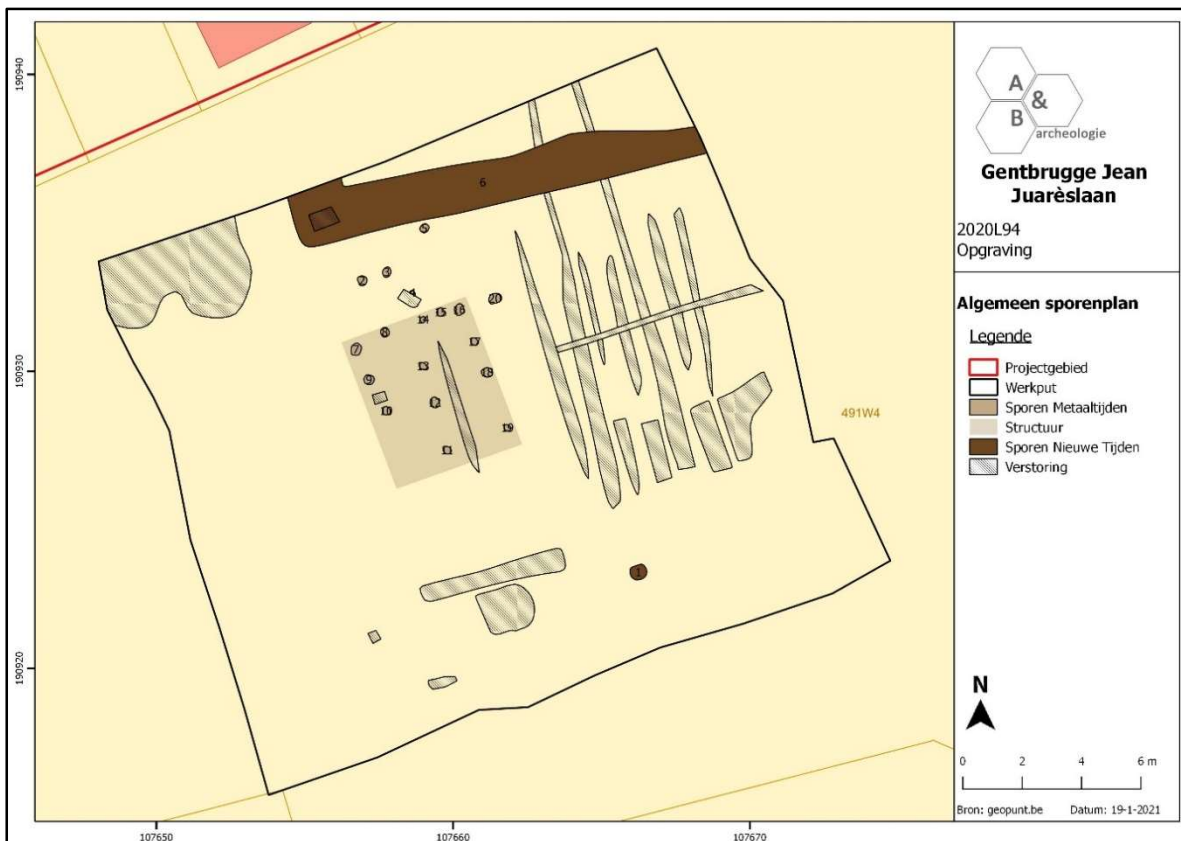 190940
190930
190920
107650
107660
107670
6
5
2
3
4
20
15
16
14
8
17
7
13
18
9
12
10
19
11
1
491W4
A
&
B
archeologie
Gentbrugge Jean
Juarèslaan
2020L94
Opgraving
Algemeen sporenplan
Legende
Projectgebied
Werkput
Sporen Metaaltijden
Structuur
Sporen Nieuwe Tijden
Verstoring
N
0 2 4 6 m
Bron: geopunt.be Datum: 19-1-2021